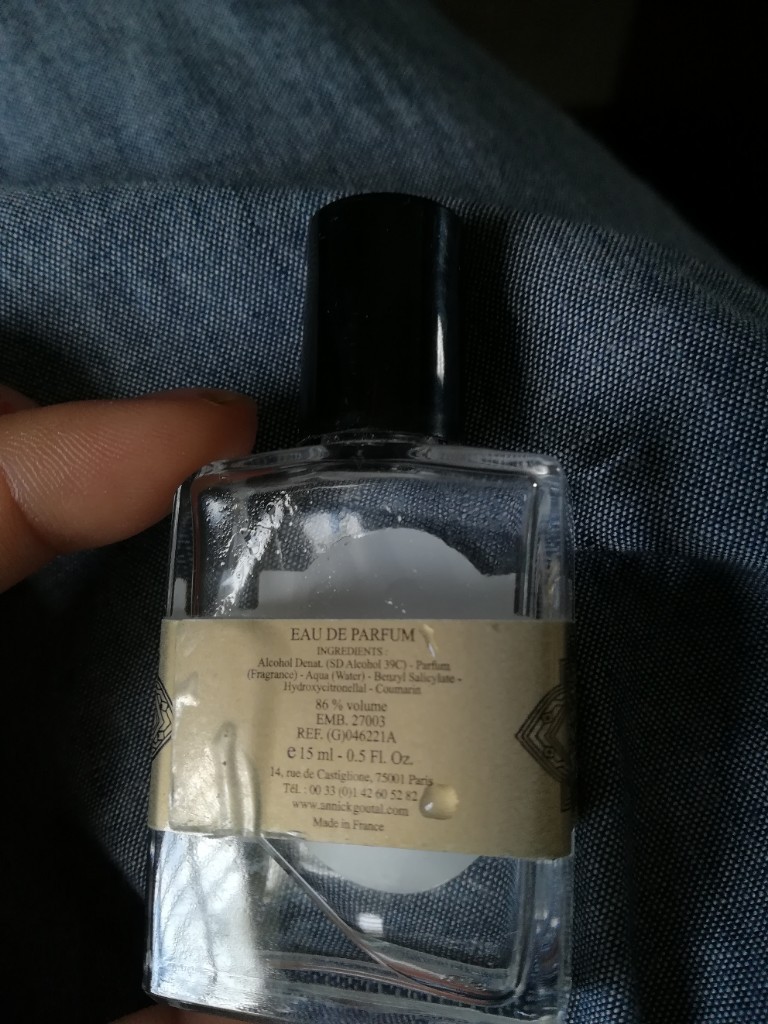 EAU DE PARFUM
INGREDIENTS :
Alcohol Denat. (SD Alcohol 39C) - Parfum
(Fragrance) - Aqua (Water) - Benzyl Salicylate -
Hydroxycitronellal - Coumarin
86 % volume
EMB. 27003
REF. (G)046221A
e 15 ml - 0.5 Fl. Oz.
14, rue de Castiglione, 75001 Paris
Tél. : 00 33 (0)1 42 60 52 82
www.annickgoutal.com
Made in France